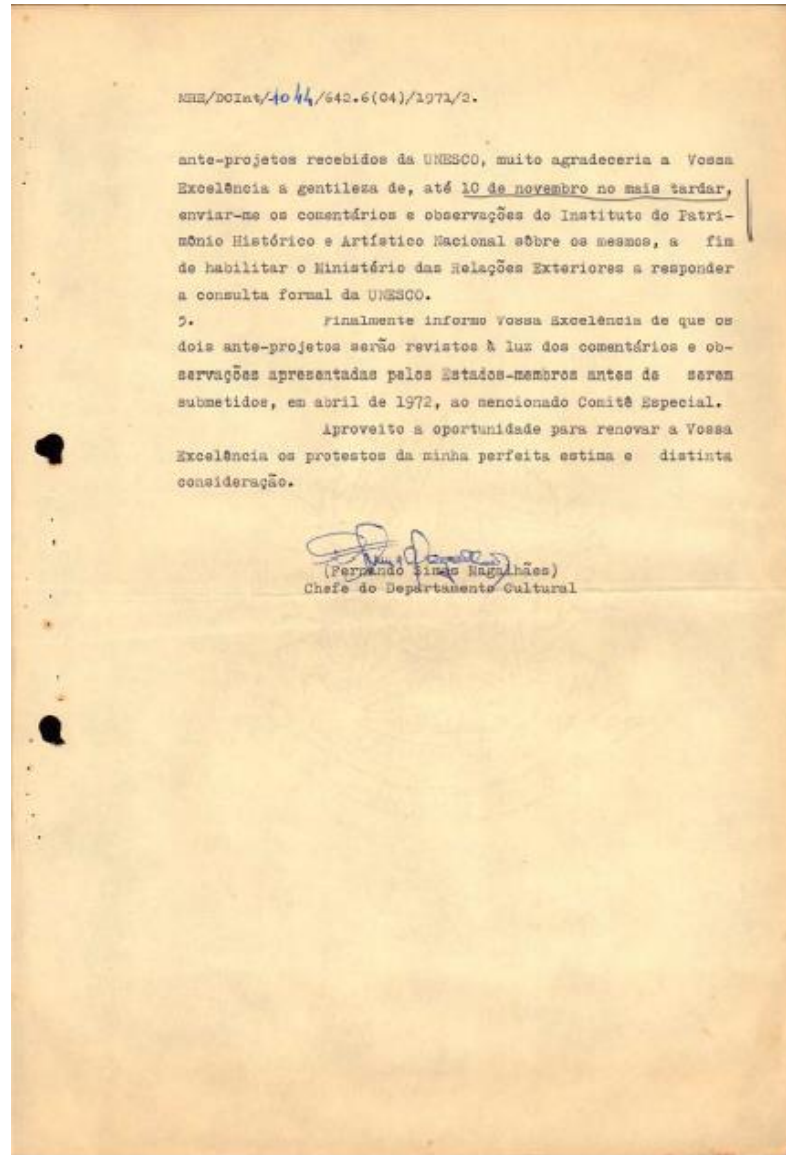 MRE/DCInt/1044/642.6(04)/1971/2.
ante-projetos recebidos da UNESCO, muito agradeceria a Vossa
Excelência a gentileza de, até 10 de novembro no mais tardar,
enviar-me os comentários e observações do Instituto do Patri-
mônio Histórico e Artístico Nacional sôbre os mesmos, a fim
de habilitar o Ministério das Relações Exteriores a responder
a consulta formal da UNESCO.
5. Finalmente informo Vossa Excelência de que os
dois ante-projetos serão revistos à luz dos comentários e ob-
servações apresentadas pelos Estados-membros antes de serem
submetidos, em abril de 1972, ao mencionado Comitê Especial.
Aproveito a oportunidade para renovar a Vossa
Excelência os protestos da minha perfeita estima e distinta
consideração.
(Fernando Simas Magalhães)
Chefe do Departamento Cultural